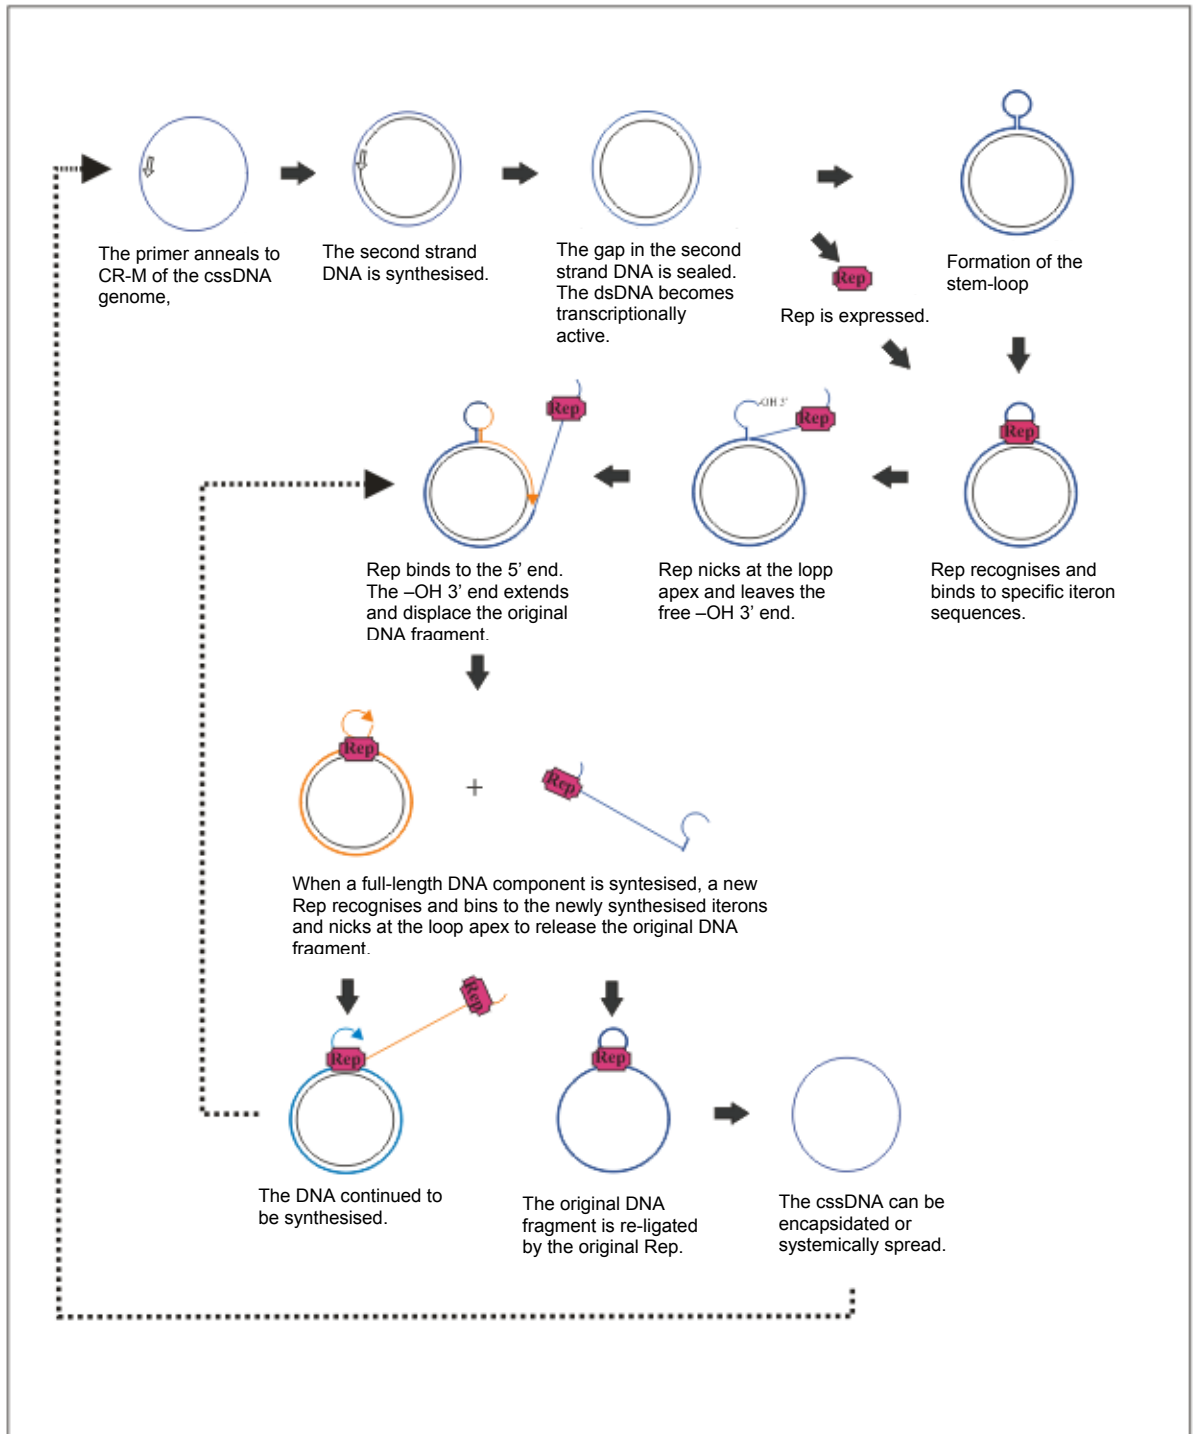 The primer anneals to
CR-M of the cssDNA
genome,
The second strand
DNA is synthesised.
The gap in the second
strand DNA is sealed.
The dsDNA becomes
transcriptionally
active.
Rep
Rep is expressed.
Formation of the
stem-loop
Rep
Rep binds to the 5’ end.
The –OH 3’ end extends
and displace the original
DNA fragment.
-OH 3'
Rep
Rep nicks at the lopp
apex and leaves the
free –OH 3’ end.
Rep
Rep recognises and
binds to specific iteron
sequences.
Rep
+
Rep
When a full-length DNA component is syntesised, a new
Rep recognises and bins to the newly synthesised iterons
and nicks at the loop apex to release the original DNA
fragment.
Rep
Rep
The DNA continued to
be synthesised.
Rep
The original DNA
fragment is re-ligated
by the original Rep.
The cssDNA can be
encapsidated or
systemically spread.